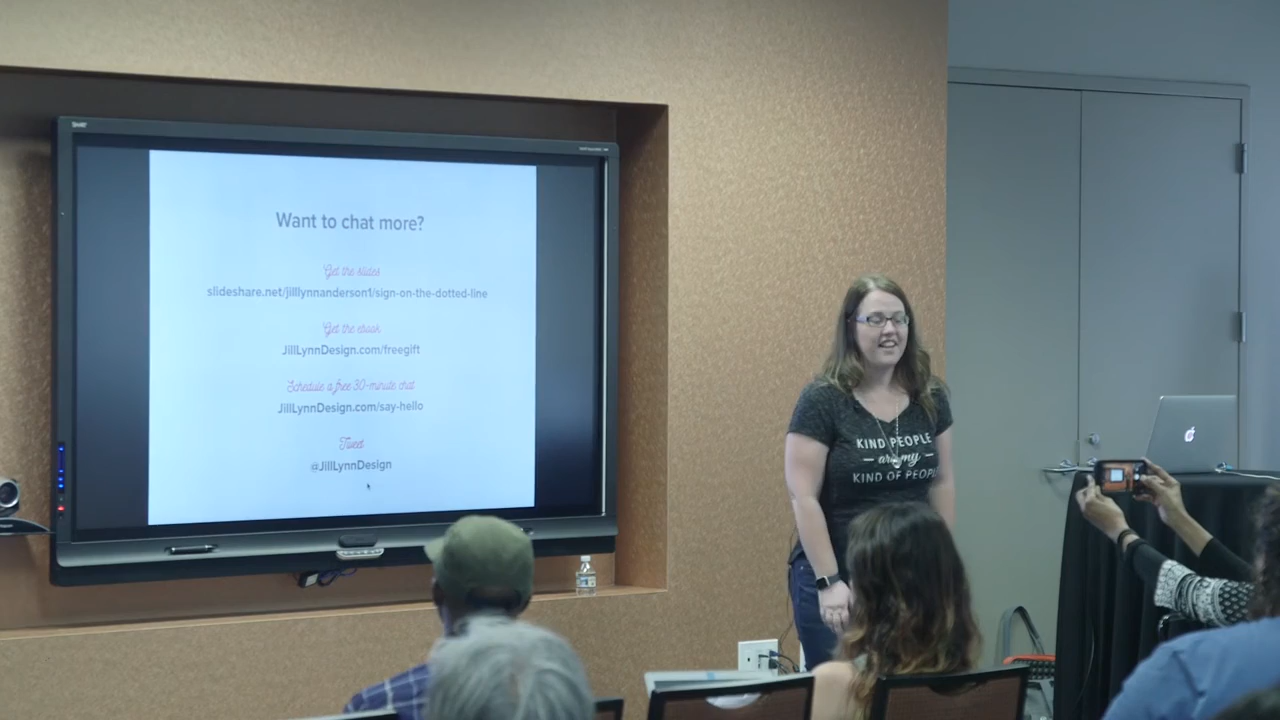 SMART
Want to chat more?
Get the slides
slideshare.net/jilllynnanderson1/sign-on-the-dotted-line
Get the ebook
JillLynnDesign.com/freegift
Schedule a free 30-minute chat
JillLynnDesign.com/say-hello
Tweet
@JillLynnDesign
KIND PEOPLE
are my
KIND OF PEOPLE